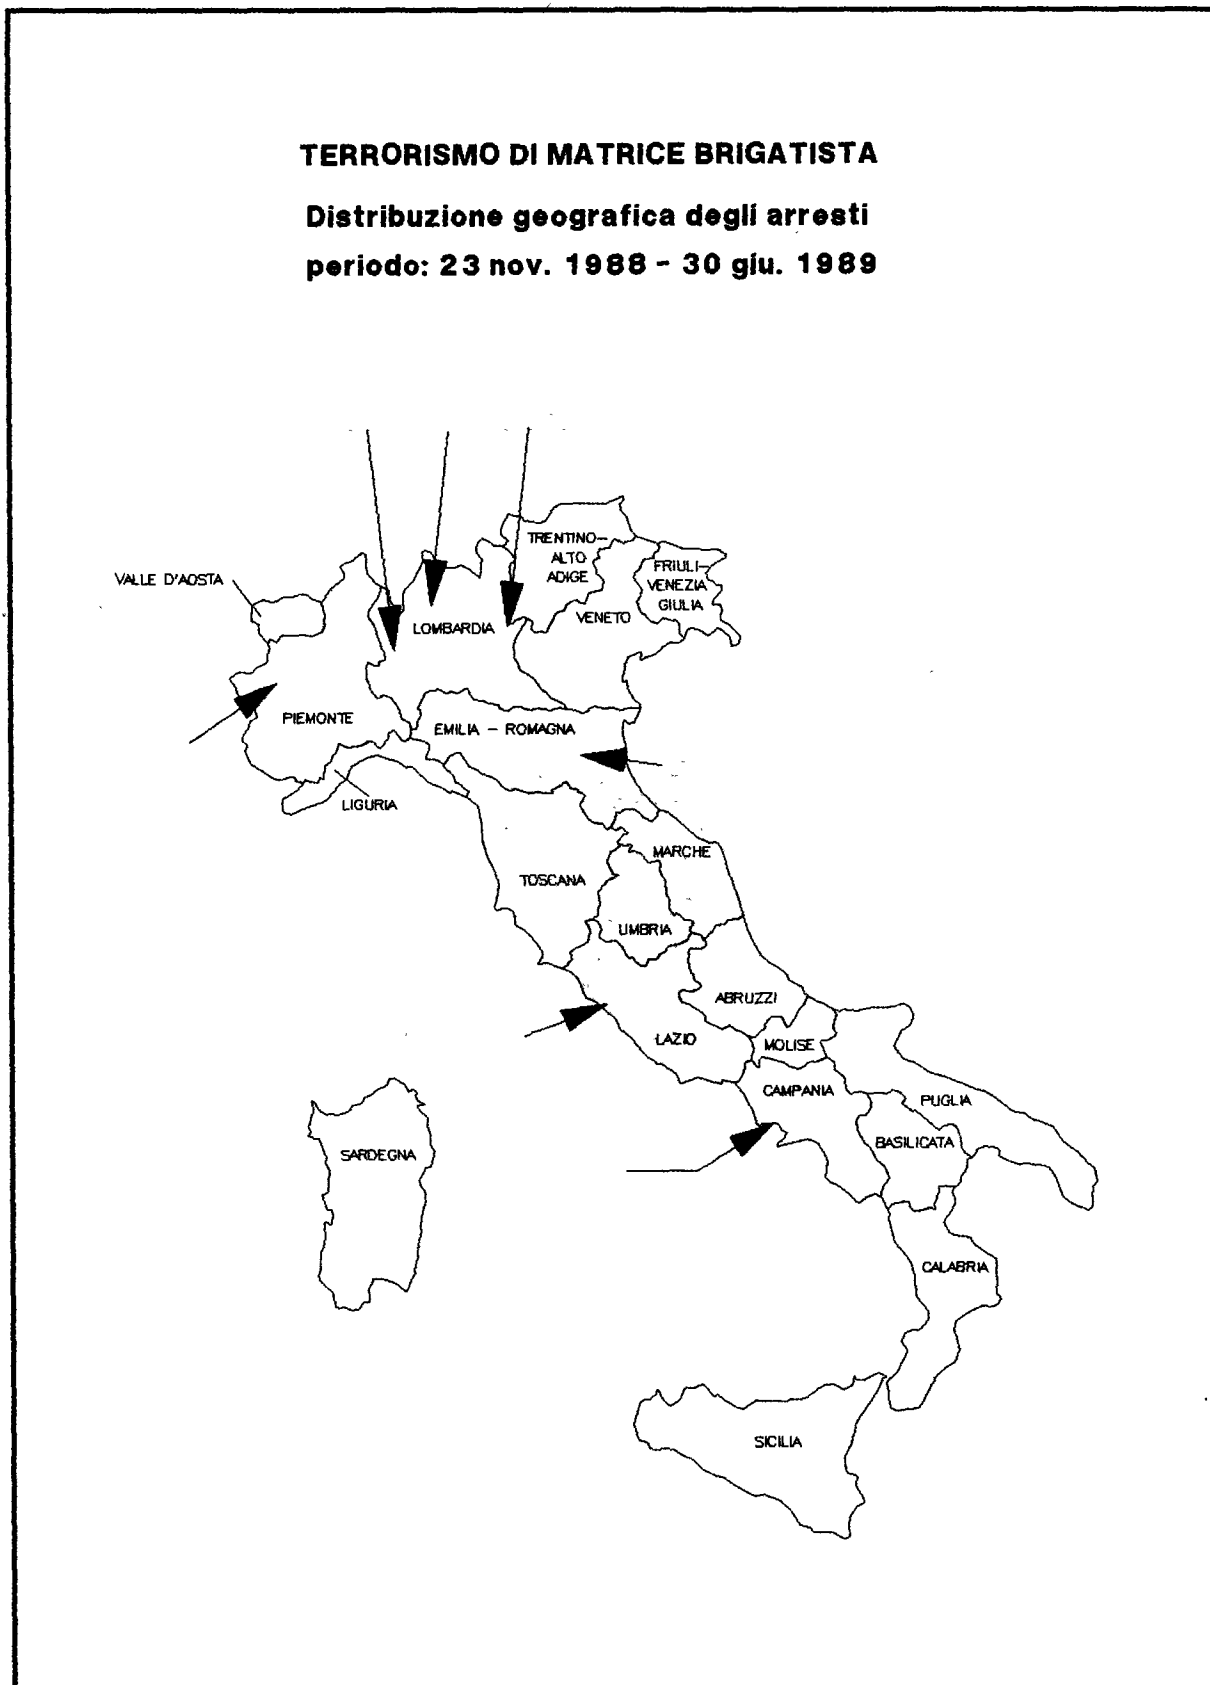 TERRORISMO DI MATRICE BRIGATISTA
Distribuzione geografica degli arresti
periodo: 23 nov. 1988 - 30 giu. 1989
TRENTINO-
ALTO
ADIGE
FRIULI-
VENEZIA
GIULIA
VALLE D'AOSTA
VENETO
LOMBARDIA
PIEMONTE
EMILIA - ROMAGNA
LIGURIA
MARCHE
TOSCANA
UMBRIA
ABRUZZI
LAZIO
MOLISE
CAMPANIA
PUGLIA
BASILICATA
SARDEGNA
CALABRIA
SICILIA